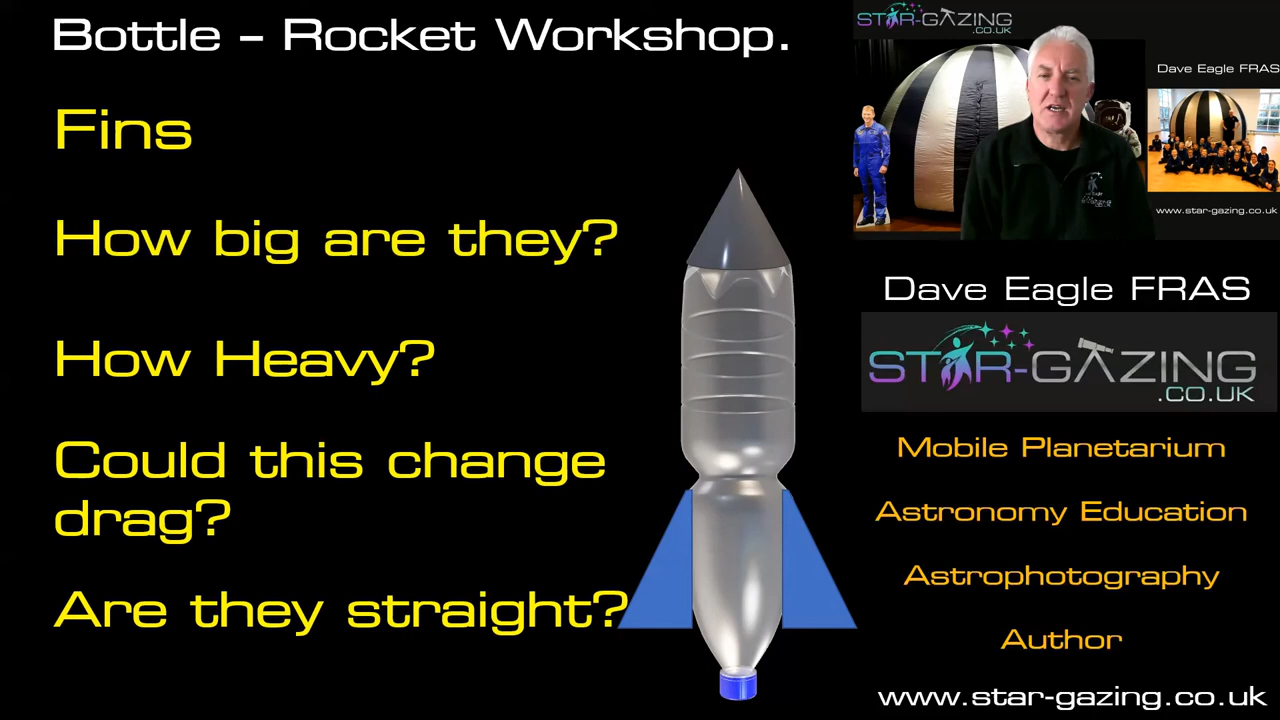 Bottle – Rocket Workshop.
Fins
How big are they?
How Heavy?
Could this change
drag?
Are they straight?
STAR-GAZING
.CO.UK
Dave Eagle FRAS
www.star-gazing.co.uk
Dave Eagle FRAS
STAR-GAZING
.CO.UK
Mobile Planetarium
Astronomy Education
Astrophotography
Author
www.star-gazing.co.uk